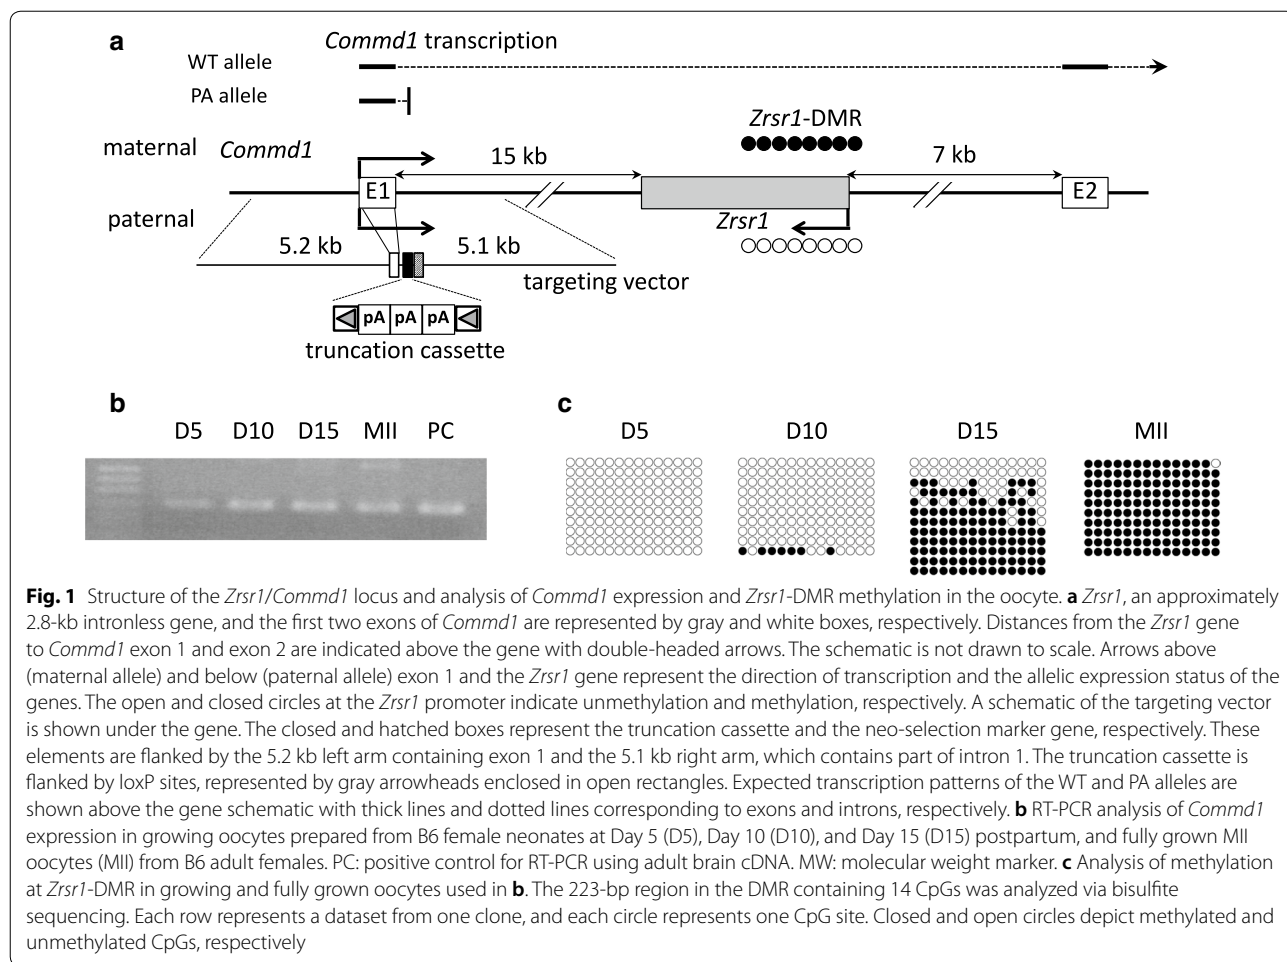 a
Commd1 transcription
WT allele
PA allele
Zrsr1-DMR
maternal
Commd1
15 kb
7 kb
E1
E2
paternal
Zrsr1
5.2 kb
5.1 kb
targeting vector
pA pA pA
truncation cassette
b
D5 D10 D15 MII PC
c
D5 D10 D15 MII
Fig. 1 Structure of the Zrsr1/Commd1 locus and analysis of Commd1 expression and Zrsr1-DMR methylation in the oocyte. a Zrsr1, an approximately
2.8-kb intronless gene, and the first two exons of Commd1 are represented by gray and white boxes, respectively. Distances from the Zrsr1 gene
to Commd1 exon 1 and exon 2 are indicated above the gene with double-headed arrows. The schematic is not drawn to scale. Arrows above
(maternal allele) and below (paternal allele) exon 1 and the Zrsr1 gene represent the direction of transcription and the allelic expression status of the
genes. The open and closed circles at the Zrsr1 promoter indicate unmethylation and methylation, respectively. A schematic of the targeting vector
is shown under the gene. The closed and hatched boxes represent the truncation cassette and the neo-selection marker gene, respectively. These
elements are flanked by the 5.2 kb left arm containing exon 1 and the 5.1 kb right arm, which contains part of intron 1. The truncation cassette is
flanked by loxP sites, represented by gray arrowheads enclosed in open rectangles. Expected transcription patterns of the WT and PA alleles are
shown above the gene schematic with thick lines and dotted lines corresponding to exons and introns, respectively. b RT-PCR analysis of Commd1
expression in growing oocytes prepared from B6 female neonates at Day 5 (D5), Day 10 (D10), and Day 15 (D15) postpartum, and fully grown MII
oocytes (MII) from B6 adult females. PC: positive control for RT-PCR using adult brain cDNA. MW: molecular weight marker. c Analysis of methylation
at Zrsr1-DMR in growing and fully grown oocytes used in b. The 223-bp region in the DMR containing 14 CpGs was analyzed via bisulfite
sequencing. Each row represents a dataset from one clone, and each circle represents one CpG site. Closed and open circles depict methylated and
unmethylated CpGs, respectively